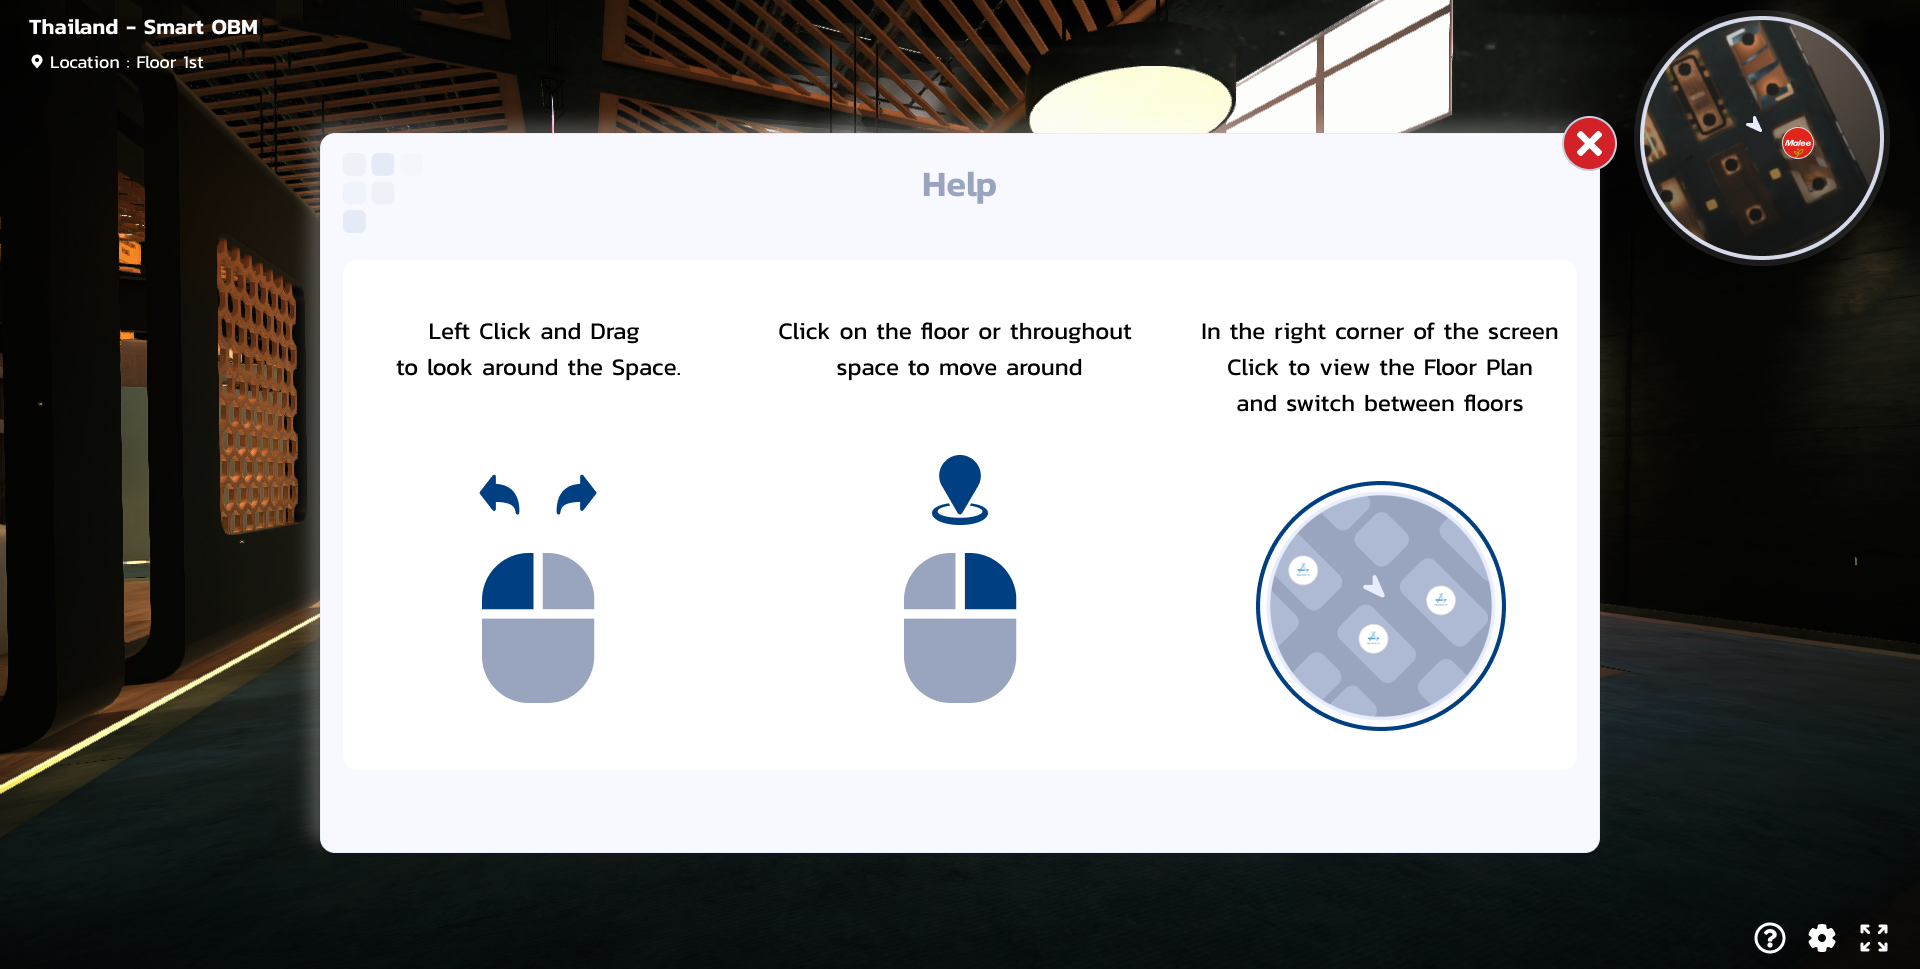 Thailand - Smart OBM
Location : Floor 1st
Malee
Help
Left Click and Drag
to look around the Space.
Click on the floor or throughout
space to move around
In the right corner of the screen
Click to view the Floor Plan
and switch between floors